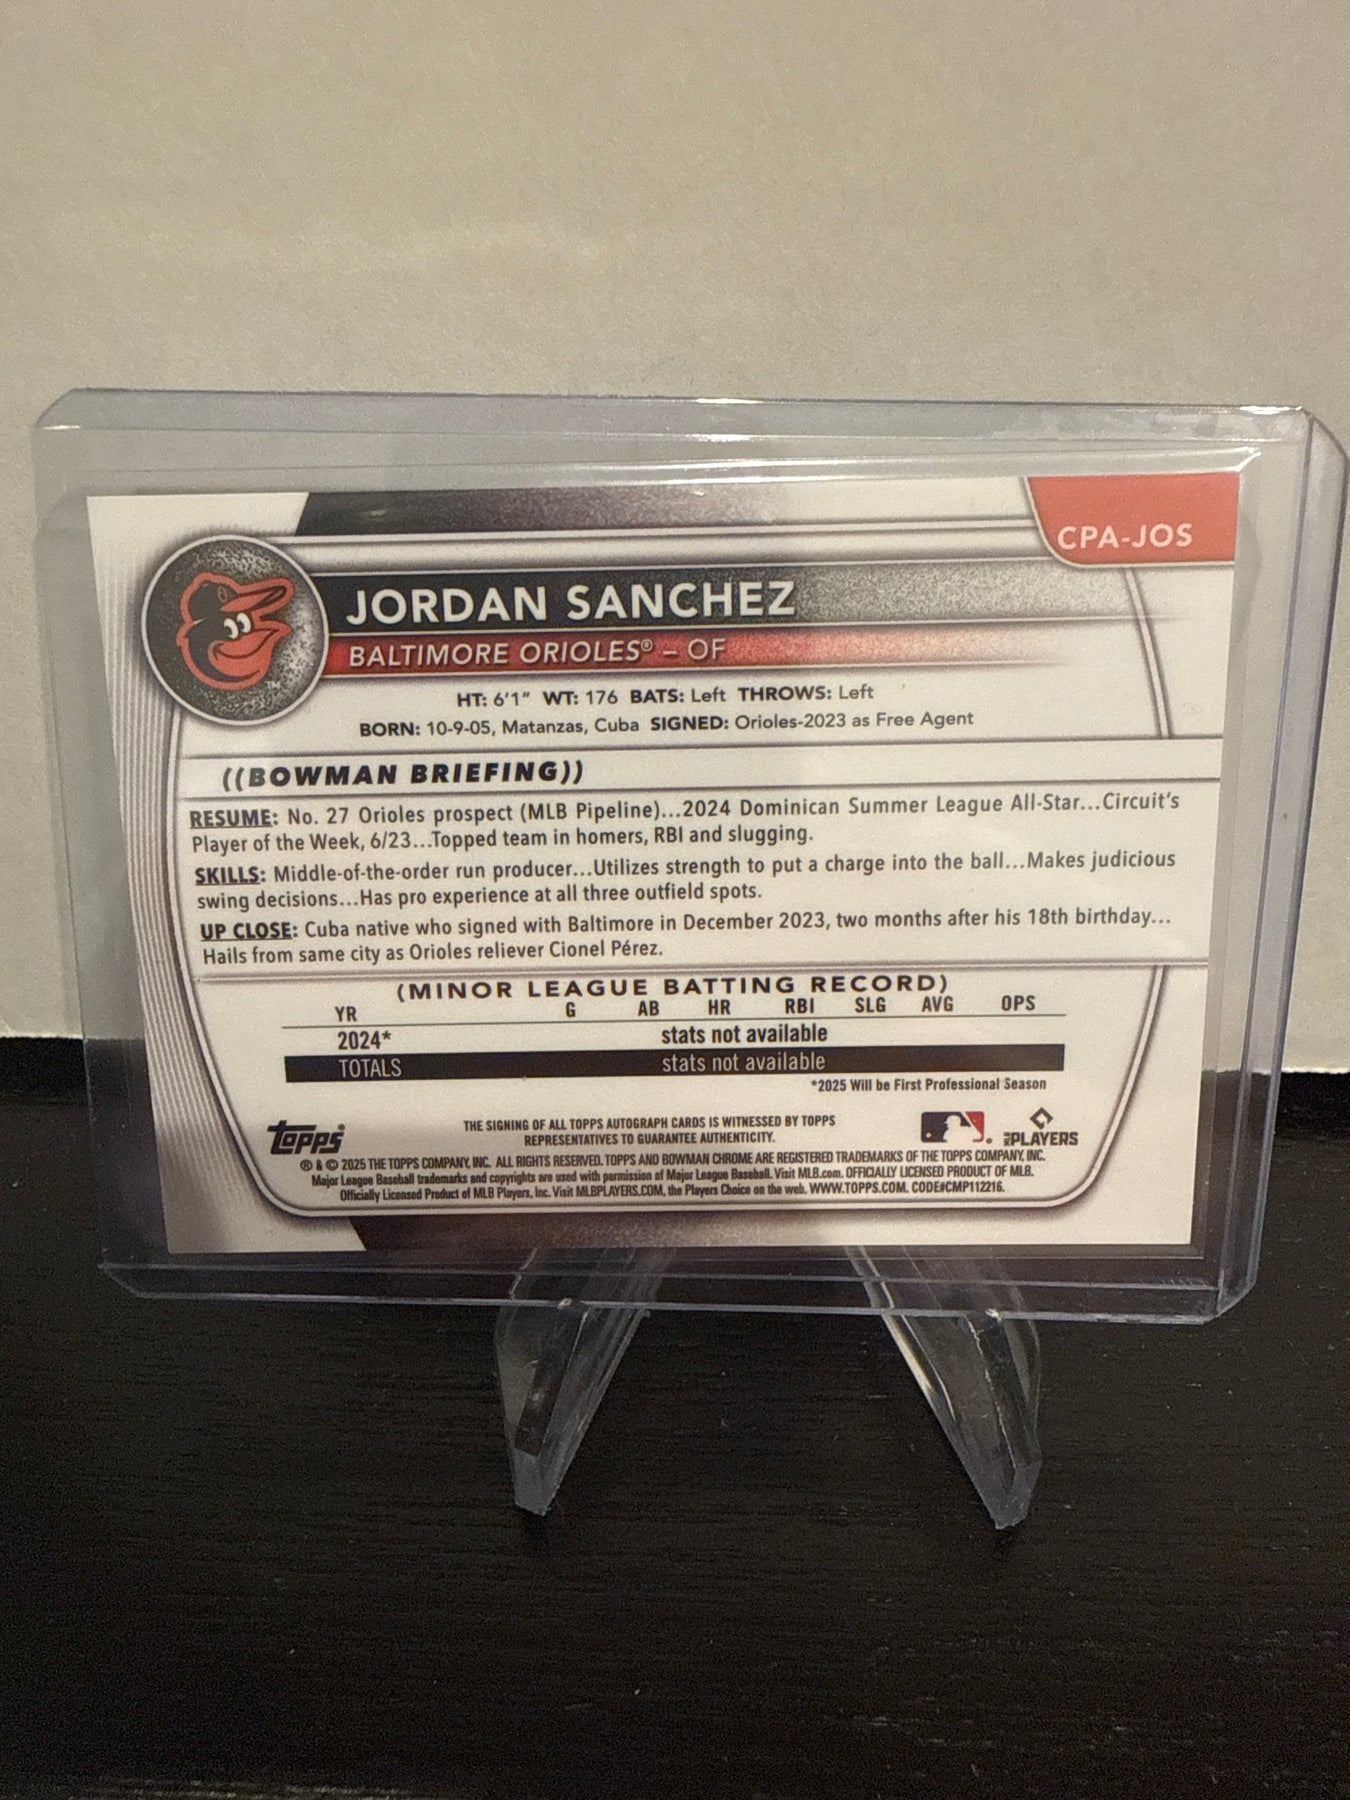 CPA-JOS
JORDAN SANCHEZ
BALTIMORE ORIOLES® – OF
HT: 6'1" WT: 176 BATS: Left THROWS: Left
BORN: 10-9-05, Matanzas, Cuba SIGNED: Orioles-2023 as Free Agent
((BOWMAN BRIEFING))
RESUME: No. 27 Orioles prospect (MLB Pipeline)...2024 Dominican Summer League All-Star...Circuit's
Player of the Week, 6/23...Topped team in homers, RBI and slugging.
SKILLS: Middle-of-the-order run producer...Utilizes strength to put a charge into the ball...Makes judicious
swing decisions...Has pro experience at all three outfield spots.
UP CLOSE: Cuba native who signed with Baltimore in December 2023, two months after his 18th birthday...
Hails from same city as Orioles reliever Cionel Pérez.
(MINOR LEAGUE BATTING RECORD)
YR G AB HR RBI SLG AVG OPS
2024* stats not available
TOTALS stats not available
*2025 Will be First Professional Season
topps
THE SIGNING OF ALL TOPPS AUTOGRAPH CARDS IS WITNESSED BY TOPPS
REPRESENTATIVES TO GUARANTEE AUTHENTICITY.
PLAYERS
® & © 2025 THE TOPPS COMPANY, INC. ALL RIGHTS RESERVED. TOPPS AND BOWMAN CHROME ARE REGISTERED TRADEMARKS OF THE TOPPS COMPANY, INC.
Major League Baseball trademarks and copyrights are used with permission of Major League Baseball. Visit MLB.com. OFFICIALLY LICENSED PRODUCT OF MLB.
Officially Licensed Product of MLB Players, Inc. Visit MLBPLAYERS.COM, the Players Choice on the web. WWW.TOPPS.COM. CODE#CMP112216.